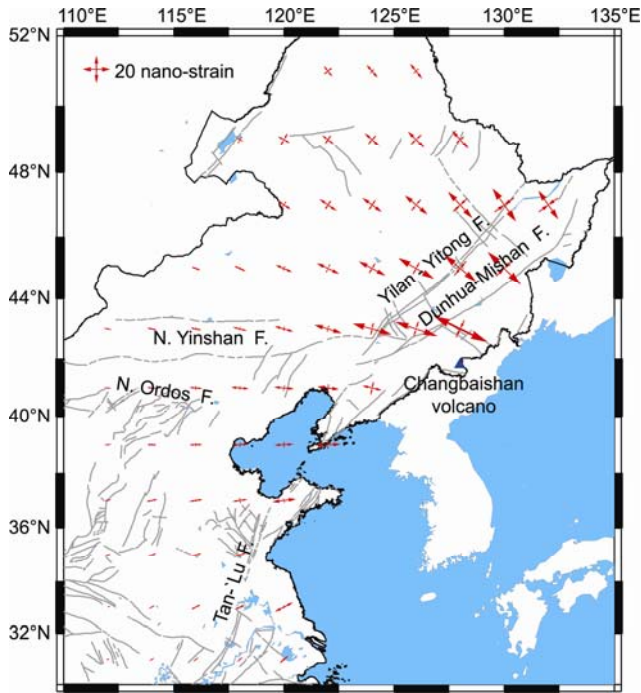 110°E 115°E 120°E 125°E 130°E 135°E
52°N
20 nano-strain
48°N
Yilan - Yitong F.
Dunhua-Mishan F.
44°N
N. Yinshan F.
N. Ordos F.
Changbaishan
volcano
40°N
36°N
Tan-`Lu F.
32°N